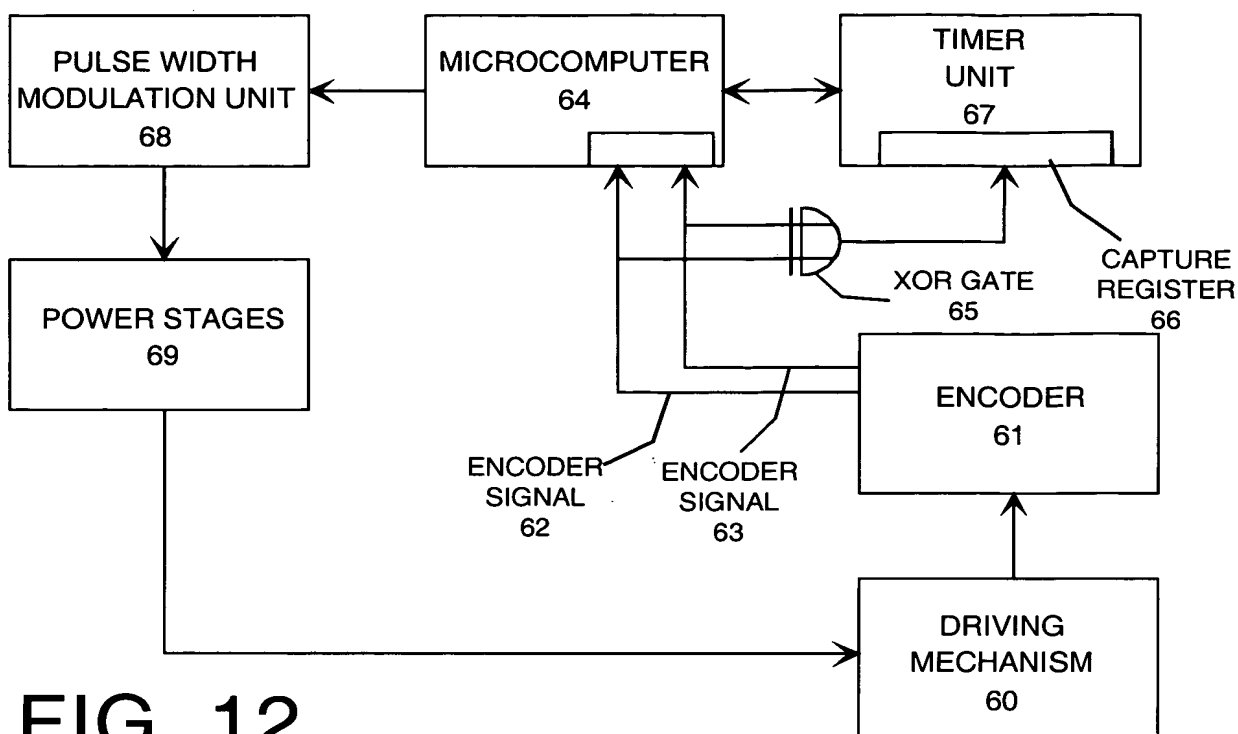 PULSE WIDTH
MODULATION UNIT
68
MICROCOMPUTER
64
TIMER
UNIT
67
XOR GATE
65
CAPTURE
REGISTER
66
POWER STAGES
69
ENCODER
61
ENCODER
SIGNAL
62
ENCODER
SIGNAL
63
DRIVING
MECHANISM
60
FIG. 12